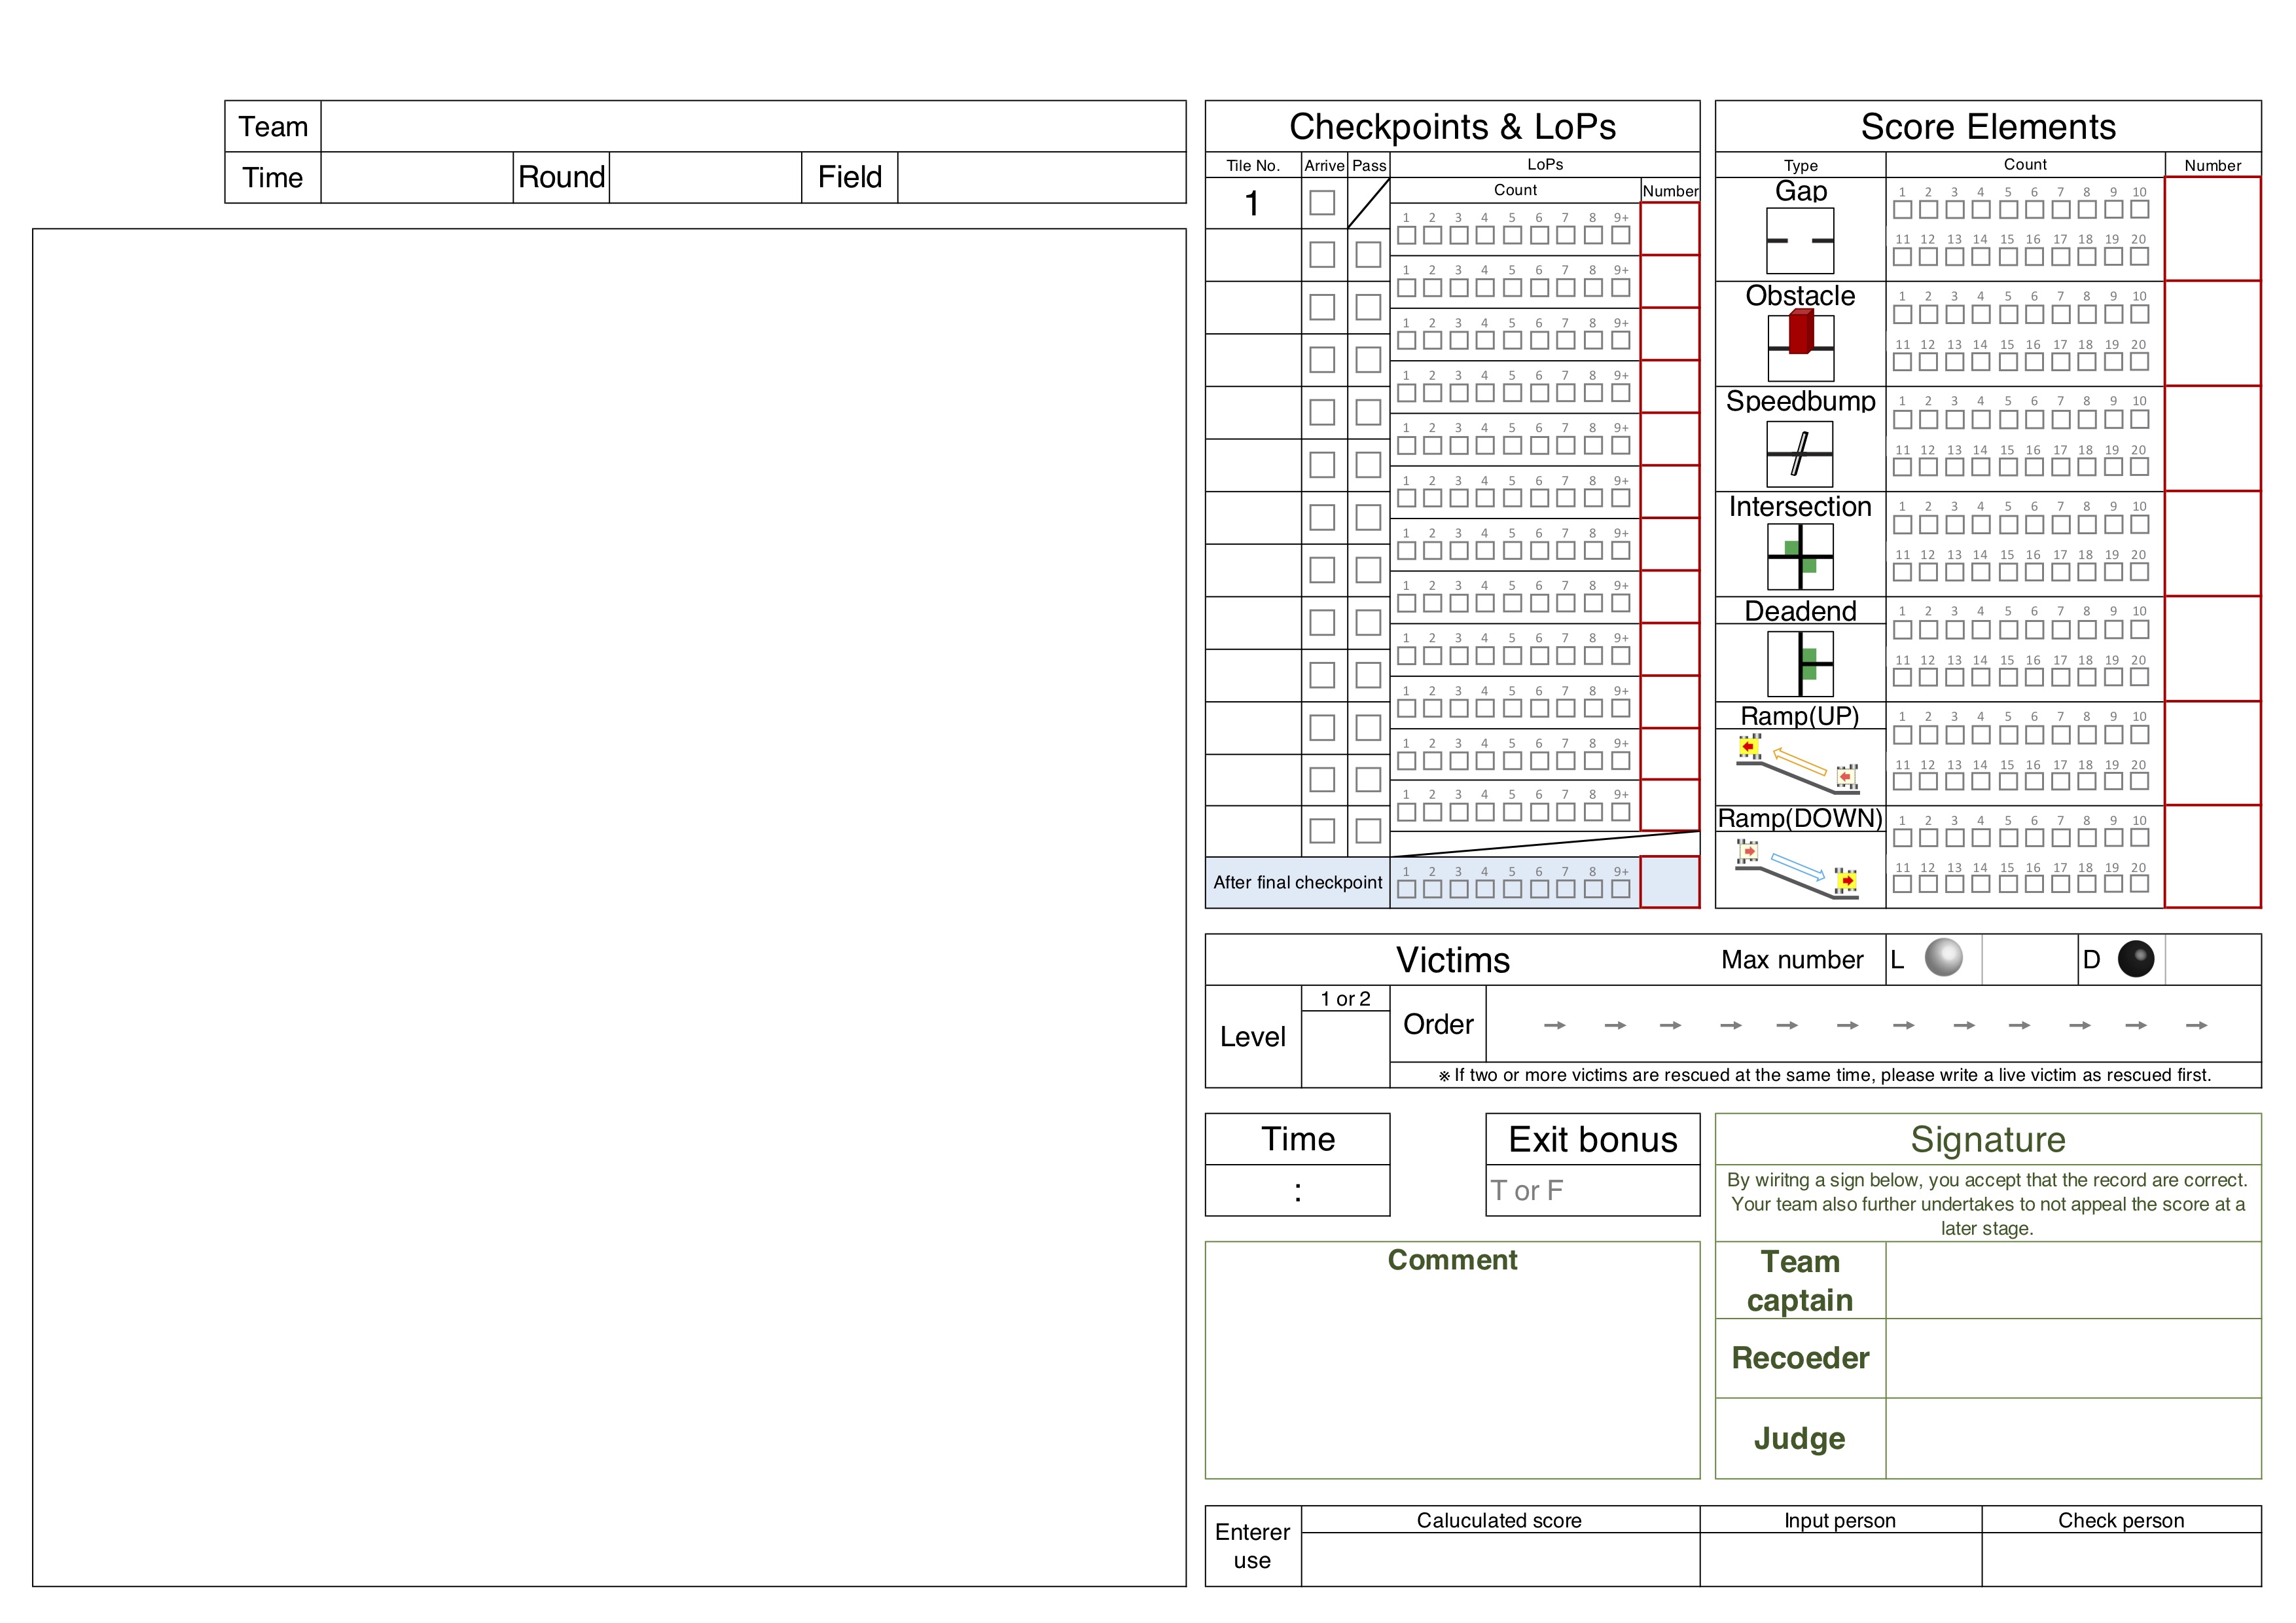 Team
Time Round Field
Checkpoints & LoPs
Tile No. Arrive Pass LoPs
Count Number
1
1 2 3 4 5 6 7 8 9+
1 2 3 4 5 6 7 8 9+
1 2 3 4 5 6 7 8 9+
1 2 3 4 5 6 7 8 9+
1 2 3 4 5 6 7 8 9+
1 2 3 4 5 6 7 8 9+
1 2 3 4 5 6 7 8 9+
1 2 3 4 5 6 7 8 9+
1 2 3 4 5 6 7 8 9+
1 2 3 4 5 6 7 8 9+
1 2 3 4 5 6 7 8 9+
1 2 3 4 5 6 7 8 9+
After final checkpoint 1 2 3 4 5 6 7 8 9+
Score Elements
Type Count Number
Gap 1 2 3 4 5 6 7 8 9 10
11 12 13 14 15 16 17 18 19 20
Obstacle 1 2 3 4 5 6 7 8 9 10
11 12 13 14 15 16 17 18 19 20
Speedbump 1 2 3 4 5 6 7 8 9 10
11 12 13 14 15 16 17 18 19 20
Intersection 1 2 3 4 5 6 7 8 9 10
11 12 13 14 15 16 17 18 19 20
Deadend 1 2 3 4 5 6 7 8 9 10
11 12 13 14 15 16 17 18 19 20
Ramp(UP) 1 2 3 4 5 6 7 8 9 10
11 12 13 14 15 16 17 18 19 20
Ramp(DOWN) 1 2 3 4 5 6 7 8 9 10
11 12 13 14 15 16 17 18 19 20
Victims Max number L D
Level 1 or 2 Order → → → → → → → → → → → →
※ If two or more victims are rescued at the same time, please write a live victim as rescued first.
Time
:
Exit bonus
T or F
Comment
Signature
By wiritng a sign below, you accept that the record are correct.
Your team also further undertakes to not appeal the score at a
later stage.
Team
captain
Recoeder
Judge
Enterer
use
Caluculated score Input person Check person